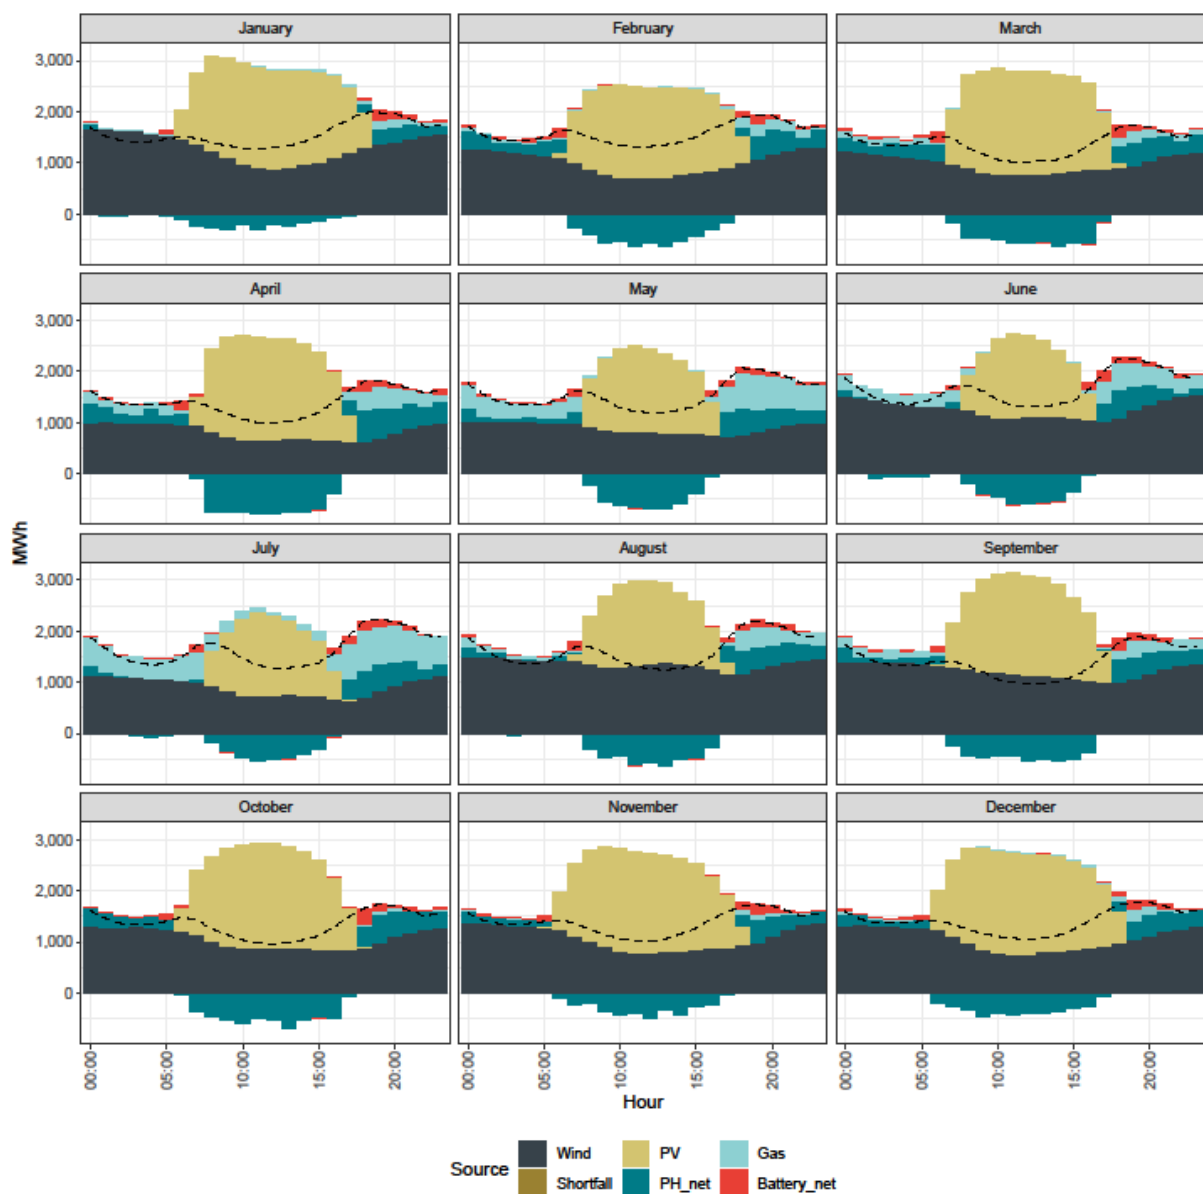 January
February
March
3,000
2,000
1,000
0
April
May
June
3,000
2,000
1,000
0
MWh
July
August
September
3,000
2,000
1,000
0
October
November
December
3,000
2,000
1,000
0
00:00
05:00
10:00
15:00
20:00
00:00
05:00
10:00
15:00
20:00
00:00
05:00
10:00
15:00
20:00
Hour
Source
Wind
PV
Gas
Shortfall
PH_net
Battery_net